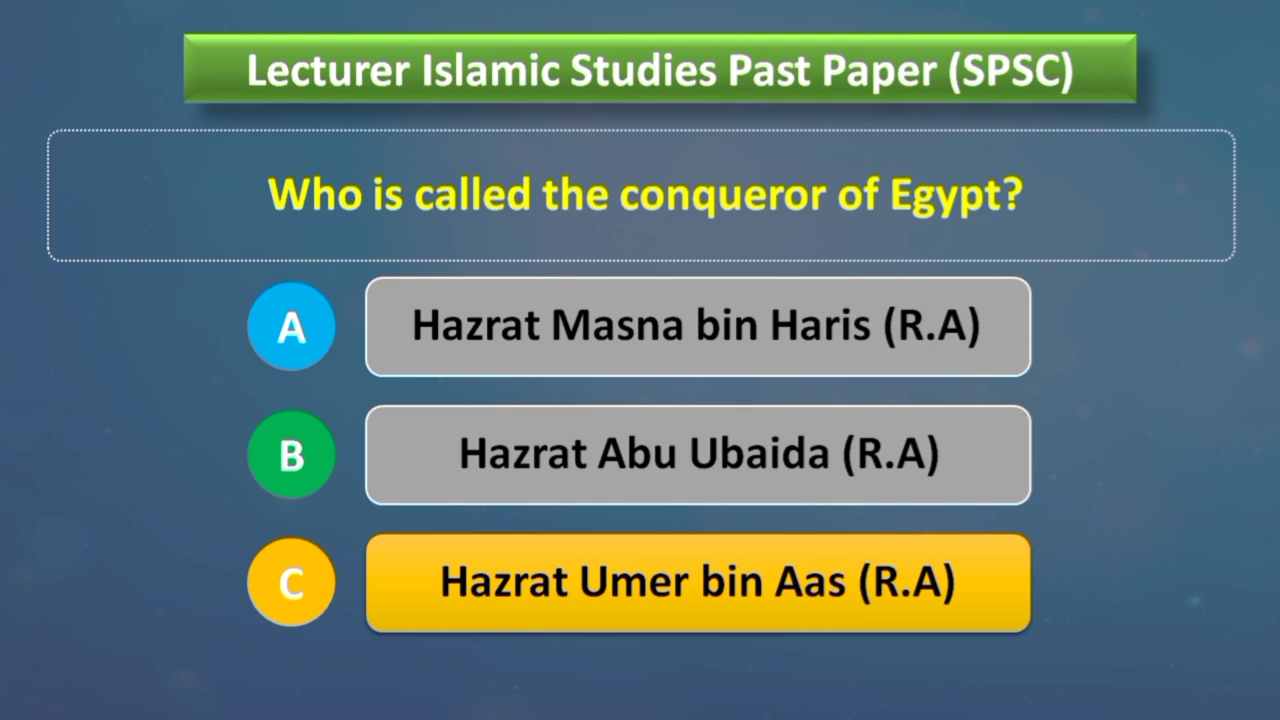 Lecturer Islamic Studies Past Paper (SPSC)
Who is called the conqueror of Egypt?
A
Hazrat Masna bin Haris (R.A)
B
Hazrat Abu Ubaida (R.A)
C
Hazrat Umer bin Aas (R.A)